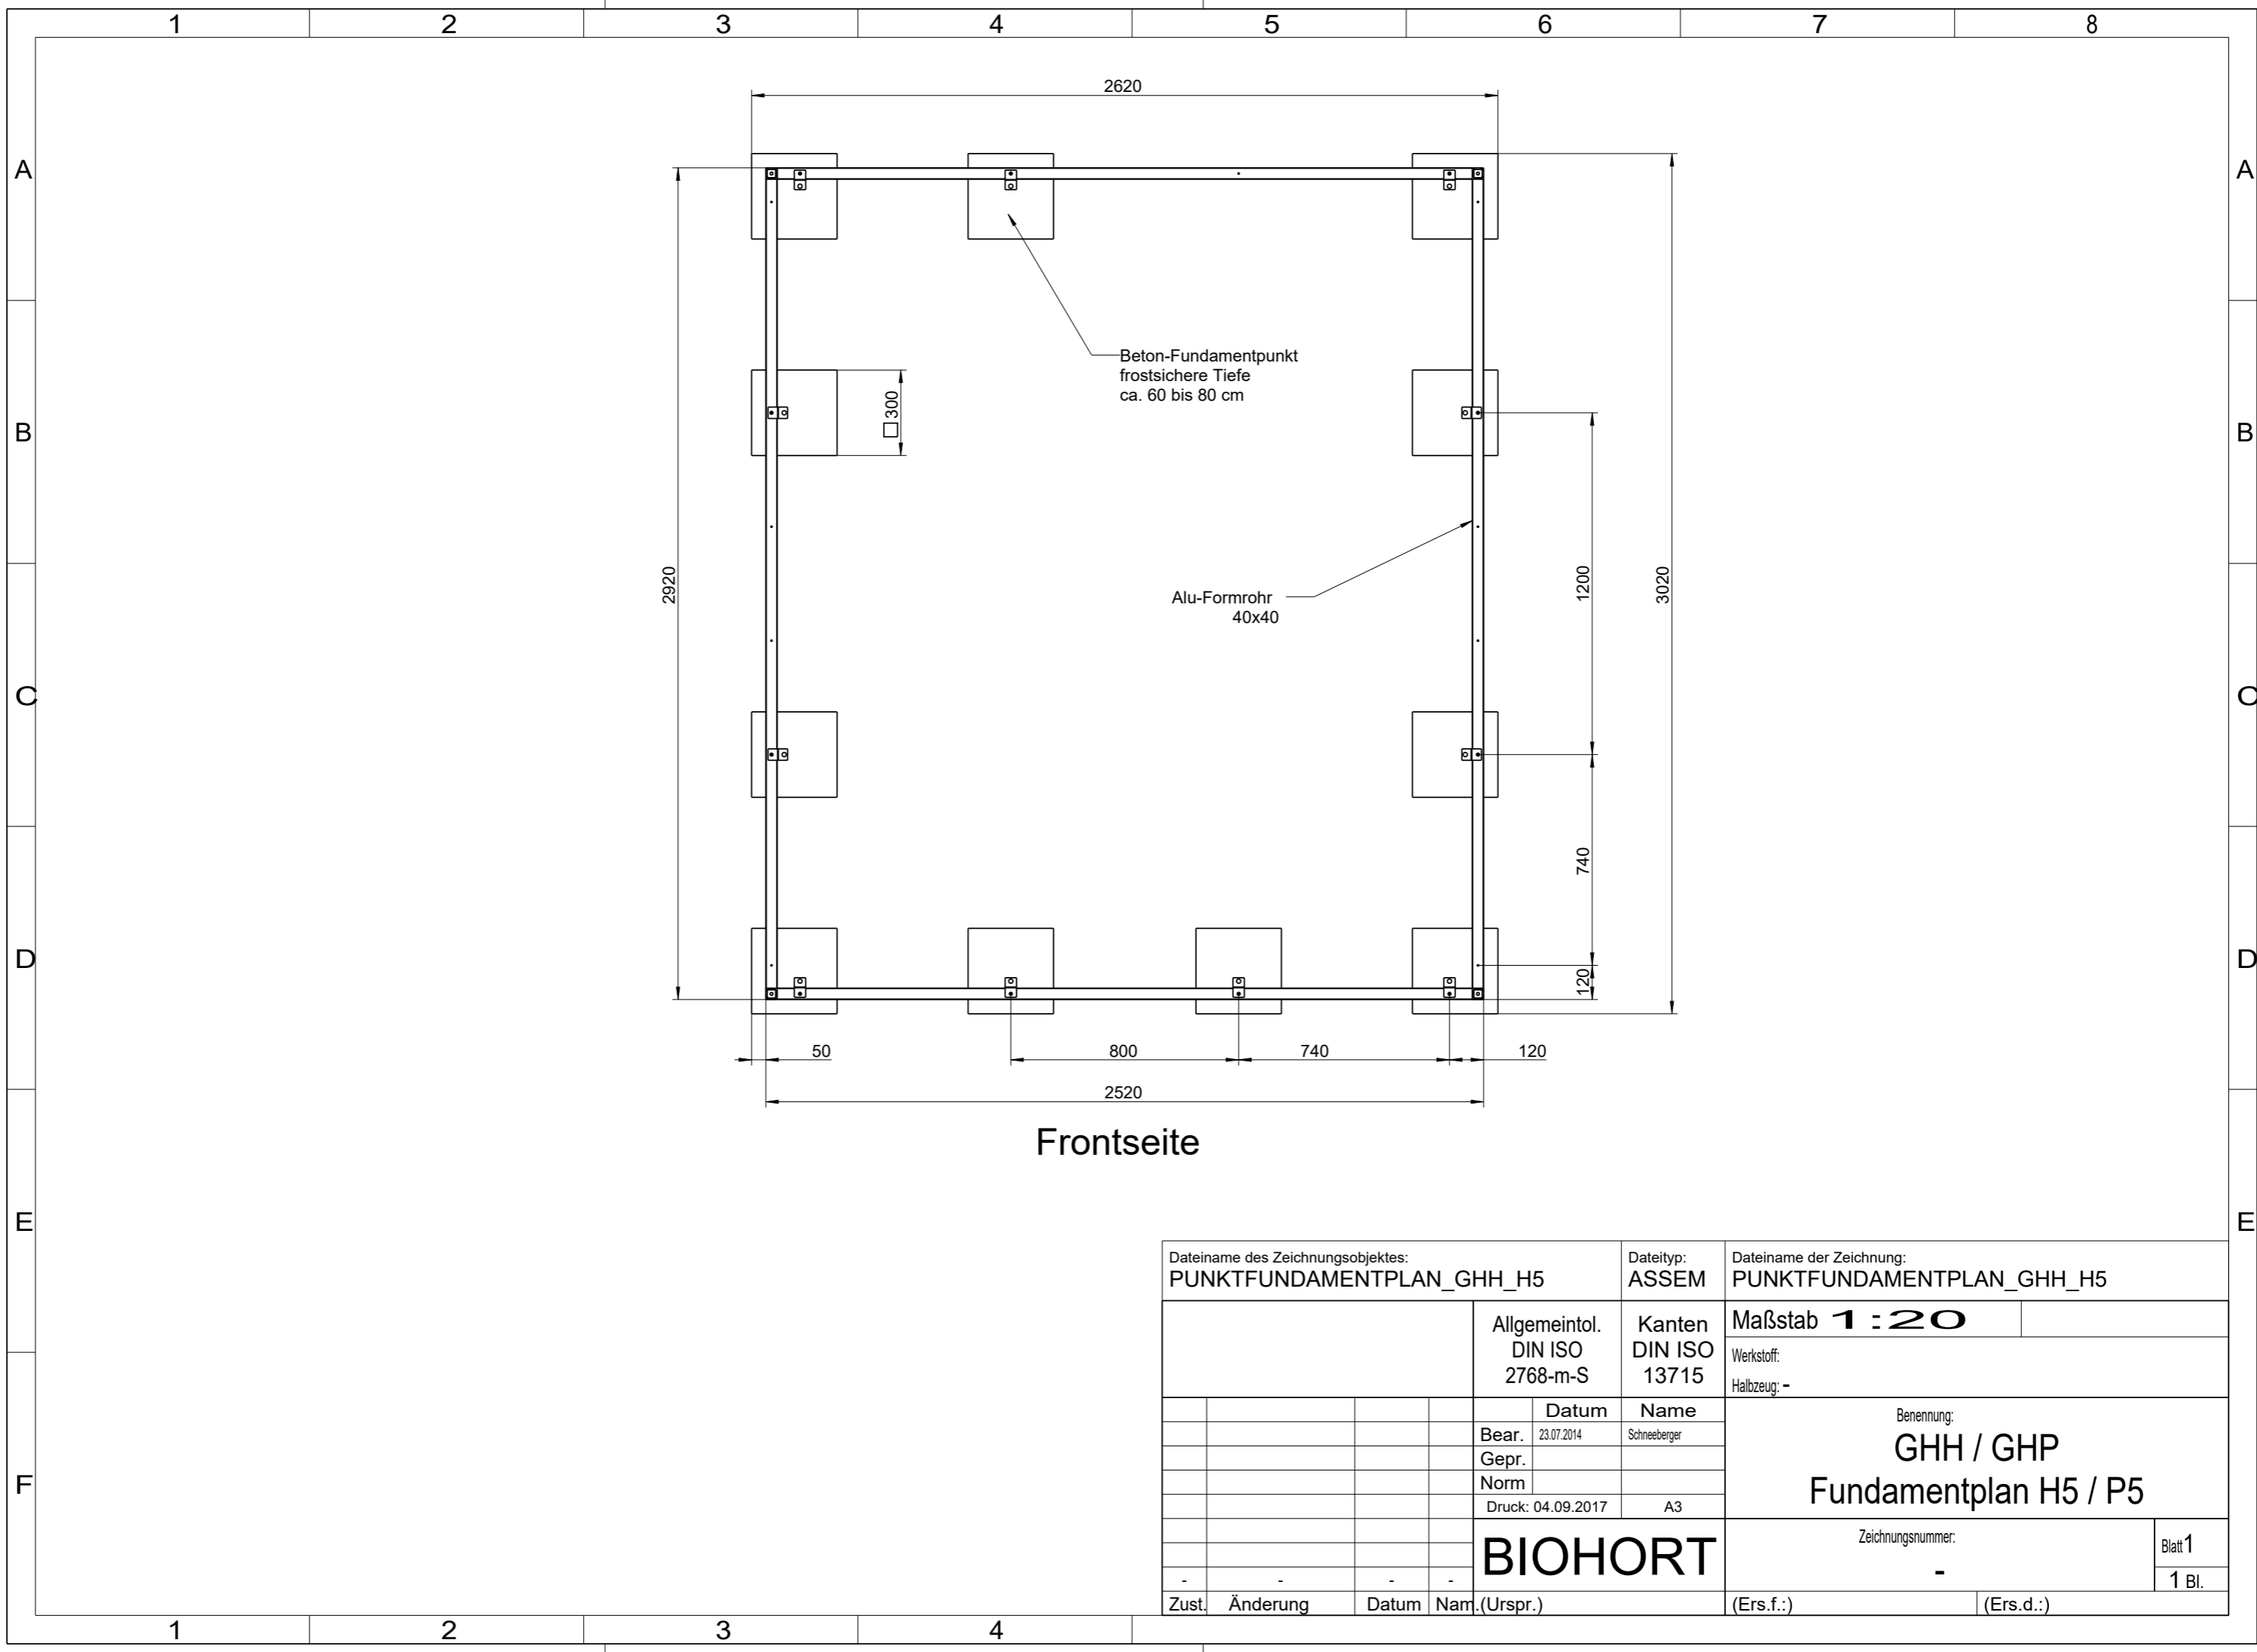 1 2 3 4 5 6 7 8
2620
A A
Beton-Fundamentpunkt
frostsichere Tiefe
ca. 60 bis 80 cm
300
B B
2920
Alu-Formrohr
40x40
1200
3020
C C
740
D D
120
50 800 740 120
2520
Frontseite
E E
Dateiname des Zeichnungsobjektes:
PUNKTFUNDAMENTPLAN_GHH_H5
Dateityp:
ASSEM
Dateiname der Zeichnung:
PUNKTFUNDAMENTPLAN_GHH_H5
Allgemeintol.
DIN ISO
2768-m-S
Kanten
DIN ISO
13715
Maßstab 1:20
Werkstoff:
Halbzeug: -
Datum Name
Bear. 23.07.2014 Schneeberger
Gepr.
Norm
Druck: 04.09.2017 A3
Benennung:
GHH / GHP
Fundamentplan H5 / P5
F
BIOHORT
Zeichnungsnummer:
-
Blatt 1
1 Bl.
- - - -
Zust. Änderung Datum Nam. (Urspr.) (Ers.f.:) (Ers.d.:)
1 2 3 4